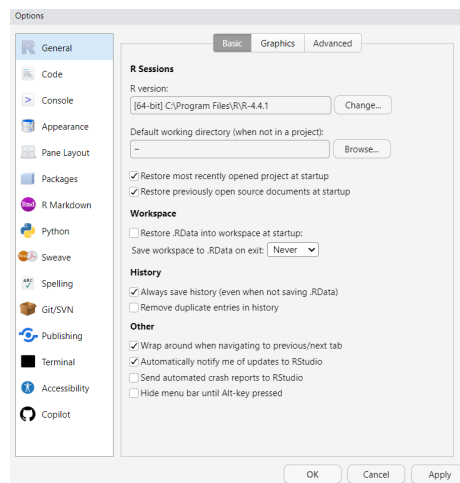 Options
General
Code
Console
Appearance
Pane Layout
Packages
R Markdown
Python
Sweave
Spelling
Git/SVN
Publishing
Terminal
Accessibility
Copilot
Basic Graphics Advanced
R Sessions
R version:
[64-bit] C:\Program Files\R\R-4.4.1 Change...
Default working directory (when not in a project):
~ Browse...
Restore most recently opened project at startup
Restore previously open source documents at startup
Workspace
Restore .RData into workspace at startup:
Save workspace to .RData on exit: Never
History
Always save history (even when not saving .RData)
Remove duplicate entries in history
Other
Wrap around when navigating to previous/next tab
Automatically notify me of updates to RStudio
Send automated crash reports to RStudio
Hide menu bar until Alt-key pressed
OK Cancel Apply